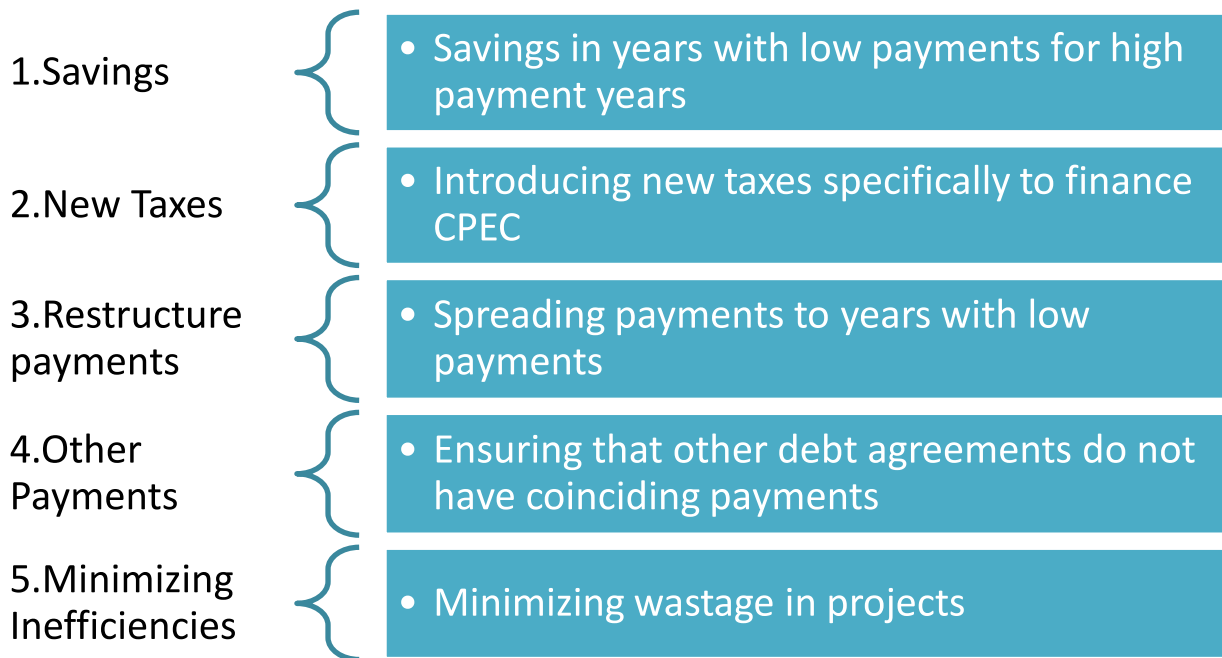 1.Savings
• Savings in years with low payments for high
payment years
2.New Taxes
• Introducing new taxes specifically to finance
CPEC
3.Restructure
payments
• Spreading payments to years with low
payments
4.Other
Payments
• Ensuring that other debt agreements do not
have coinciding payments
5.Minimizing
Inefficiencies
• Minimizing wastage in projects